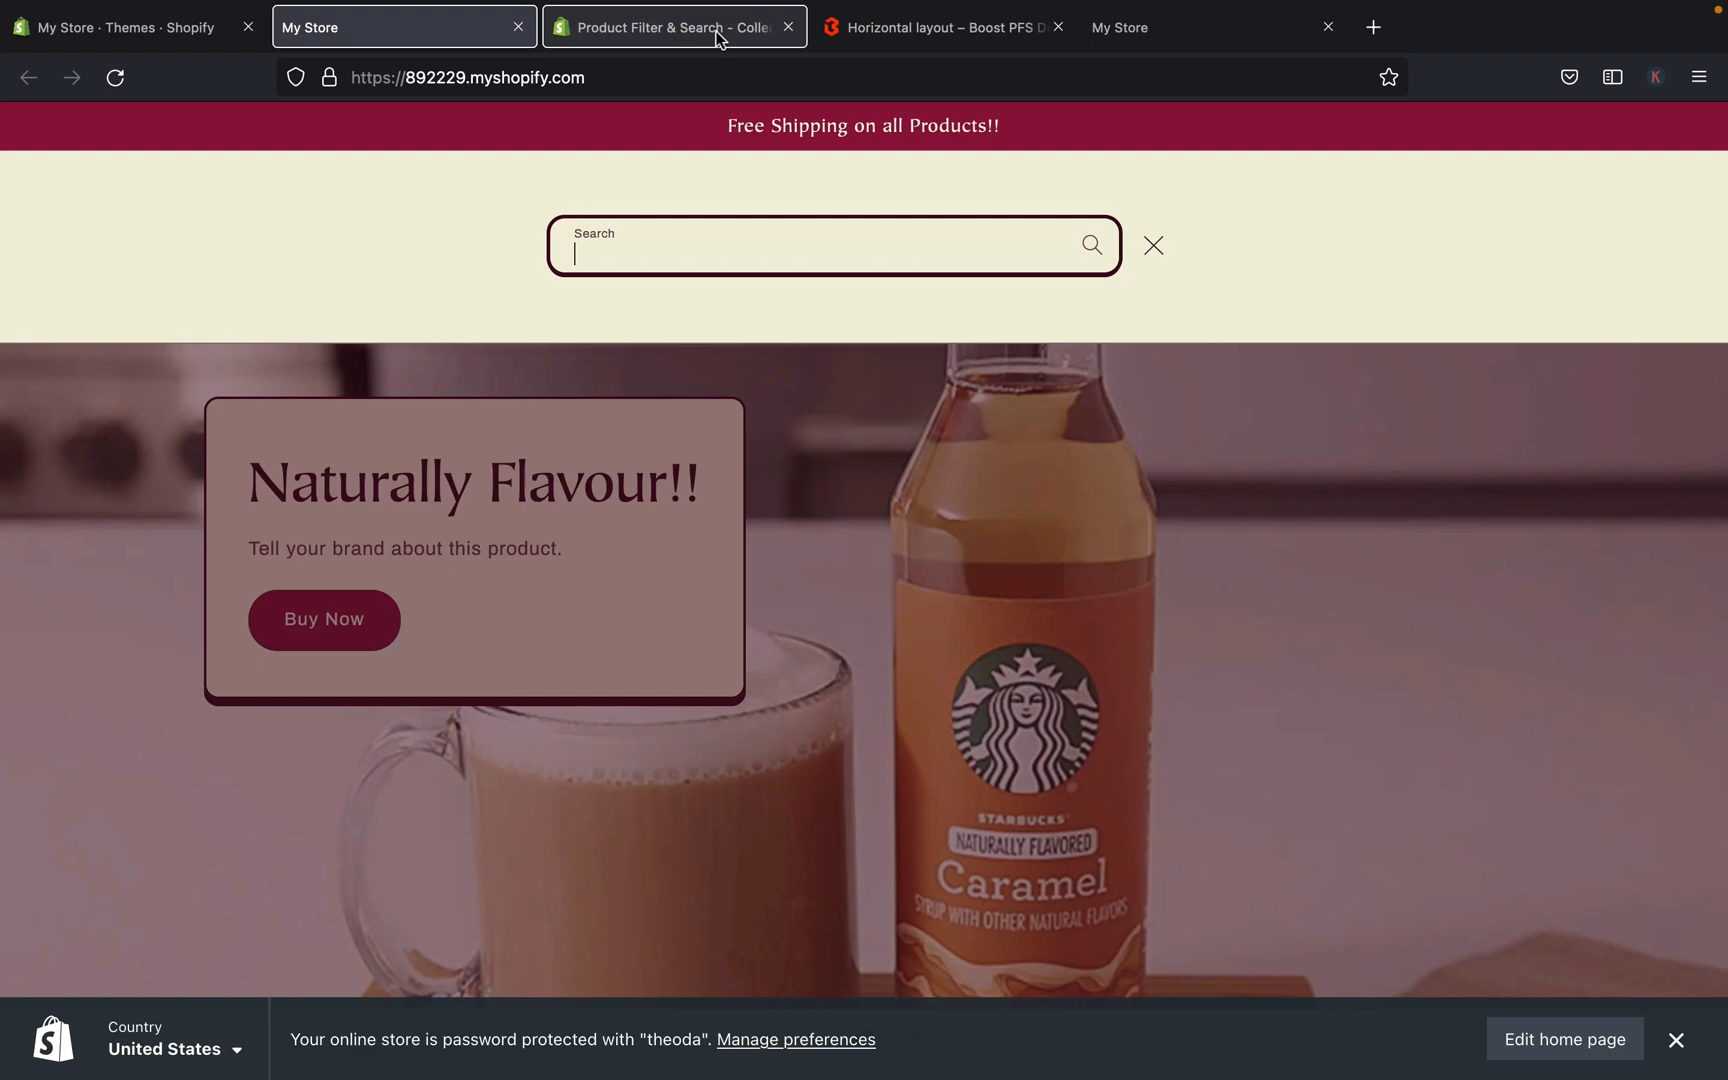 My Store · Themes · Shopify
My Store
Product Filter & Search - Colle
Horizontal layout – Boost PFS D
My Store
https://892229.myshopify.com
K
Free Shipping on all Products!!
Search
Naturally Flavour!!
Tell your brand about this product.
Buy Now
STARBUCKS
NATURALLY FLAVORED
Caramel
SYRUP WITH OTHER NATURAL FLAVORS
Country
United States
Your online store is password protected with "theoda". Manage preferences
Edit home page